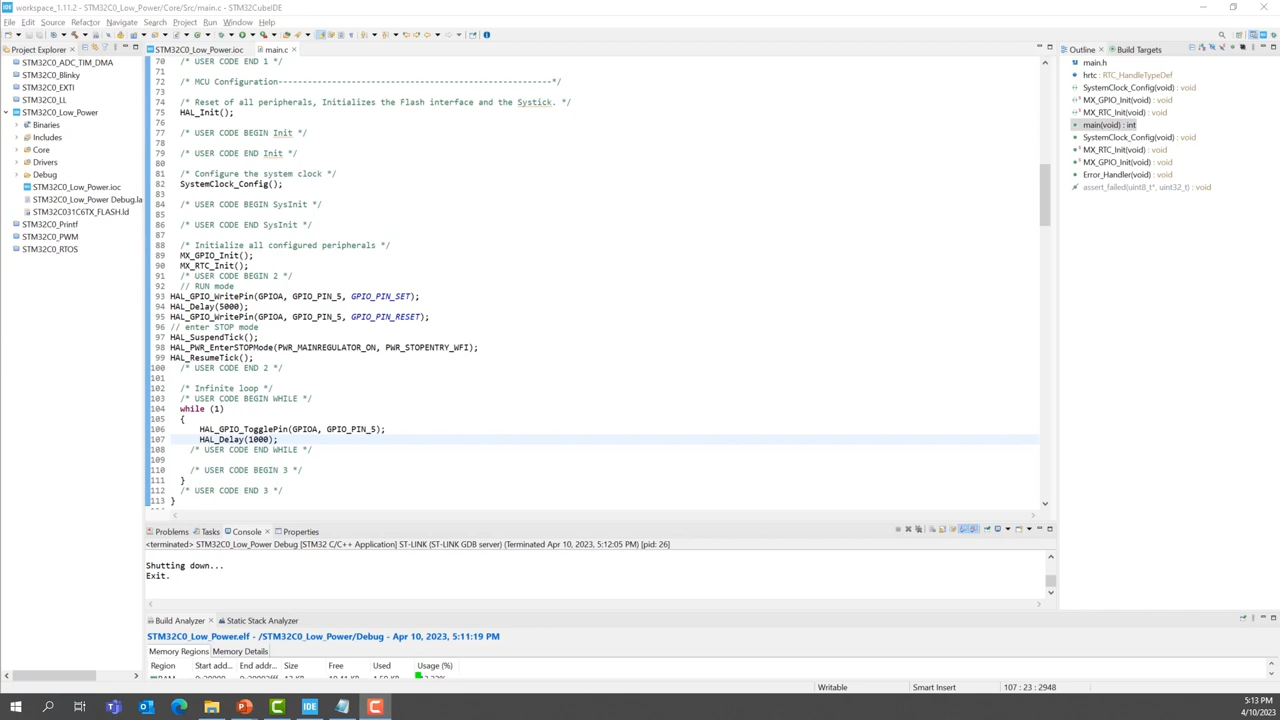 IDE workspace_1.11.2 - STM32C0_Low_Power/Core/Src/main.c - STM32CubeIDE
File Edit Source Refactor Navigate Search Project Run Window Help
Project Explorer
STM32C0_ADC_TIM_DMA
STM32C0_Blinky
STM32C0_EXTI
STM32C0_LL
STM32C0_Low_Power
Binaries
Includes
Core
Drivers
Debug
STM32C0_Low_Power.ioc
STM32C0_Low_Power Debug.la
STM32C031C6TX_FLASH.ld
STM32C0_Printf
STM32C0_PWM
STM32C0_RTOS
STM32C0_Low_Power.ioc main.c
70 /* USER CODE END 1 */
71
72 /* MCU Configuration--------------------------------------------------------*/
73
74 /* Reset of all peripherals, Initializes the Flash interface and the Systick. */
75 HAL_Init();
76
77 /* USER CODE BEGIN Init */
78
79 /* USER CODE END Init */
80
81 /* Configure the system clock */
82 SystemClock_Config();
83
84 /* USER CODE BEGIN SysInit */
85
86 /* USER CODE END SysInit */
87
88 /* Initialize all configured peripherals */
89 MX_GPIO_Init();
90 MX_RTC_Init();
91 /* USER CODE BEGIN 2 */
92 // RUN mode
93 HAL_GPIO_WritePin(GPIOA, GPIO_PIN_5, GPIO_PIN_SET);
94 HAL_Delay(5000);
95 HAL_GPIO_WritePin(GPIOA, GPIO_PIN_5, GPIO_PIN_RESET);
96 // enter STOP mode
97 HAL_SuspendTick();
98 HAL_PWR_EnterSTOPMode(PWR_MAINREGULATOR_ON, PWR_STOPENTRY_WFI);
99 HAL_ResumeTick();
100 /* USER CODE END 2 */
101
102 /* Infinite loop */
103 /* USER CODE BEGIN WHILE */
104 while (1)
105 {
106 HAL_GPIO_TogglePin(GPIOA, GPIO_PIN_5);
107 HAL_Delay(1000);
108 /* USER CODE END WHILE */
109
110 /* USER CODE BEGIN 3 */
111 }
112 /* USER CODE END 3 */
113 }
Outline Build Targets
main.h
hrtc : RTC_HandleTypeDef
SystemClock_Config(void) : void
MX_GPIO_Init(void) : void
MX_RTC_Init(void) : void
main(void) : int
SystemClock_Config(void) : void
MX_RTC_Init(void) : void
MX_GPIO_Init(void) : void
Error_Handler(void) : void
assert_failed(uint8_t*, uint32_t) : void
Problems Tasks Console Properties
<terminated> STM32C0_Low_Power Debug [STM32 C/C++ Application] ST-LINK (ST-LINK GDB server) (Terminated Apr 10, 2023, 5:12:05 PM) [pid: 26]
Shutting down...
Exit.
Build Analyzer Static Stack Analyzer
STM32C0_Low_Power.elf - /STM32C0_Low_Power/Debug - Apr 10, 2023, 5:11:19 PM
Memory Regions Memory Details
Region Start add... End addr... Size Free Used Usage (%)
Writable Smart Insert 107 : 23 : 2948
IDE
5:13 PM
4/10/2023